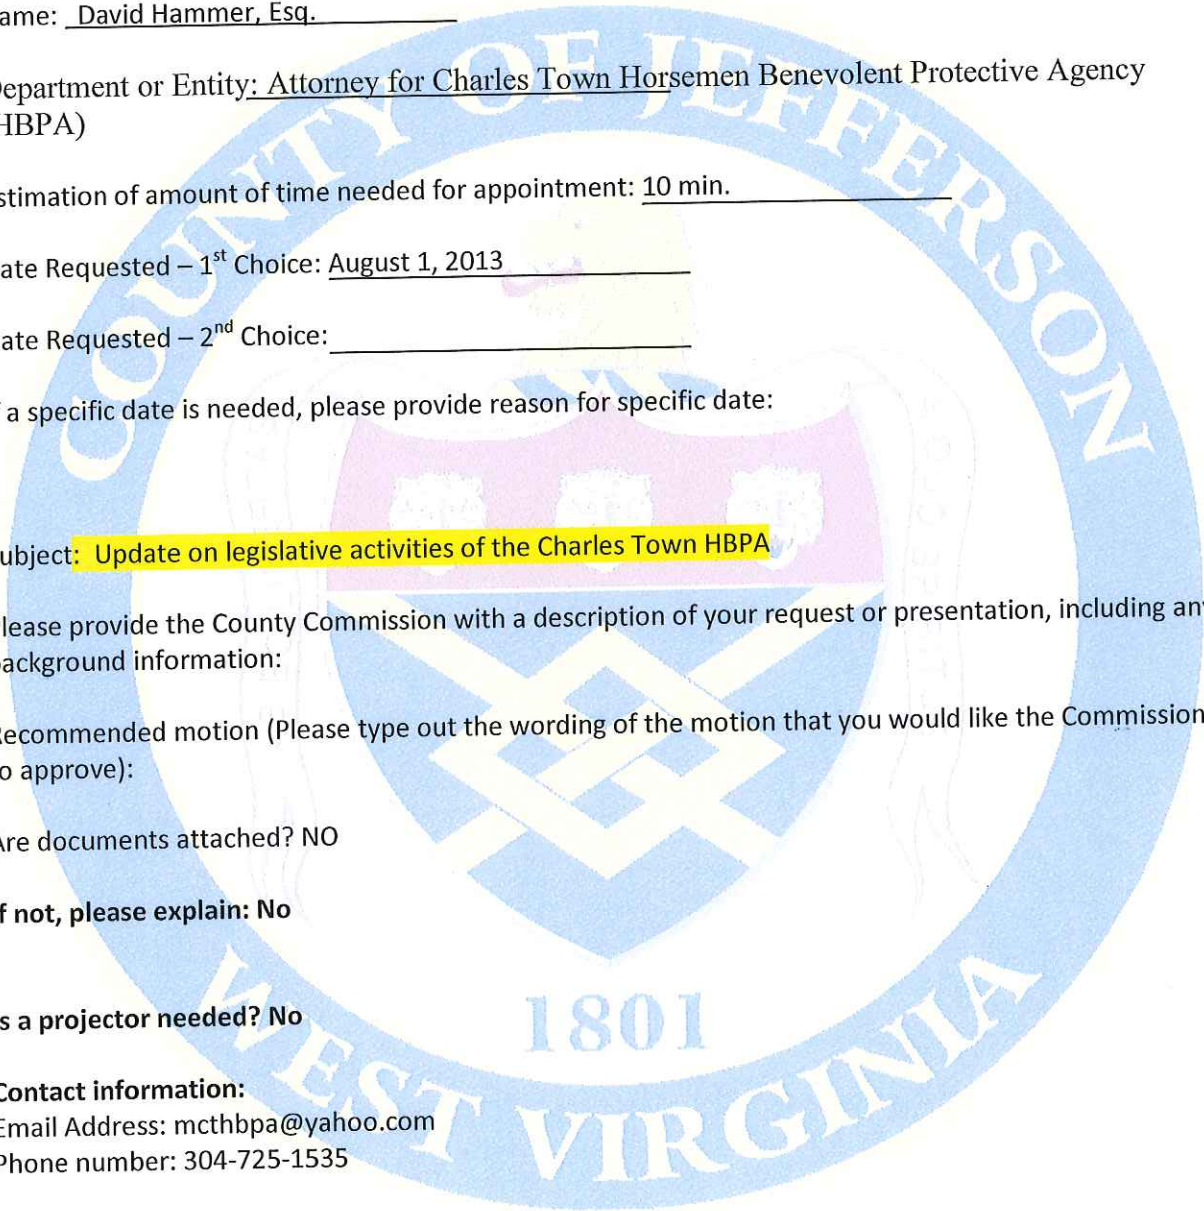 ame: David Hammer, Esq.
epartment or Entity: Attorney for Charles Town Horsemen Benevolent Protective Agency
HBPA)
stimation of amount of time needed for appointment: 10 min.
ate Requested – 1st Choice: August 1, 2013
ate Requested – 2nd Choice:
a specific date is needed, please provide reason for specific date:
ubject: Update on legislative activities of the Charles Town HBPA
lease provide the County Commission with a description of your request or presentation, including any
background information:
Recommended motion (Please type out the wording of the motion that you would like the Commission
to approve):
Are documents attached? NO
If not, please explain: No
Is a projector needed? No
Contact information:
Email Address: mcthbpa@yahoo.com
Phone number: 304-725-1535
COUNTY OF JEFFERSON
1801
WEST VIRGINIA